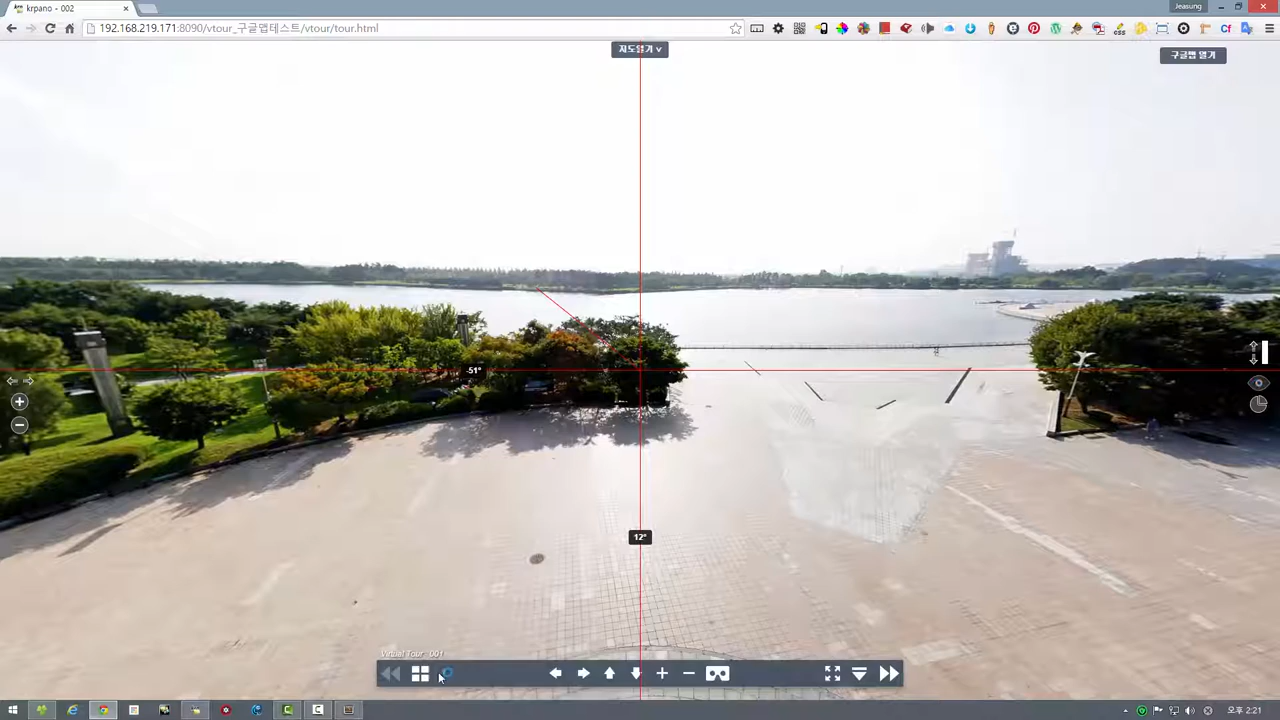 krpano - 002
Jeasung
192.168.219.171:8090/vtour_구글맵테스트/vtour/tour.html
지도열기 ∨
구글맵 열기
-51°
12°
Virtual Tour: 001
오후 2:21